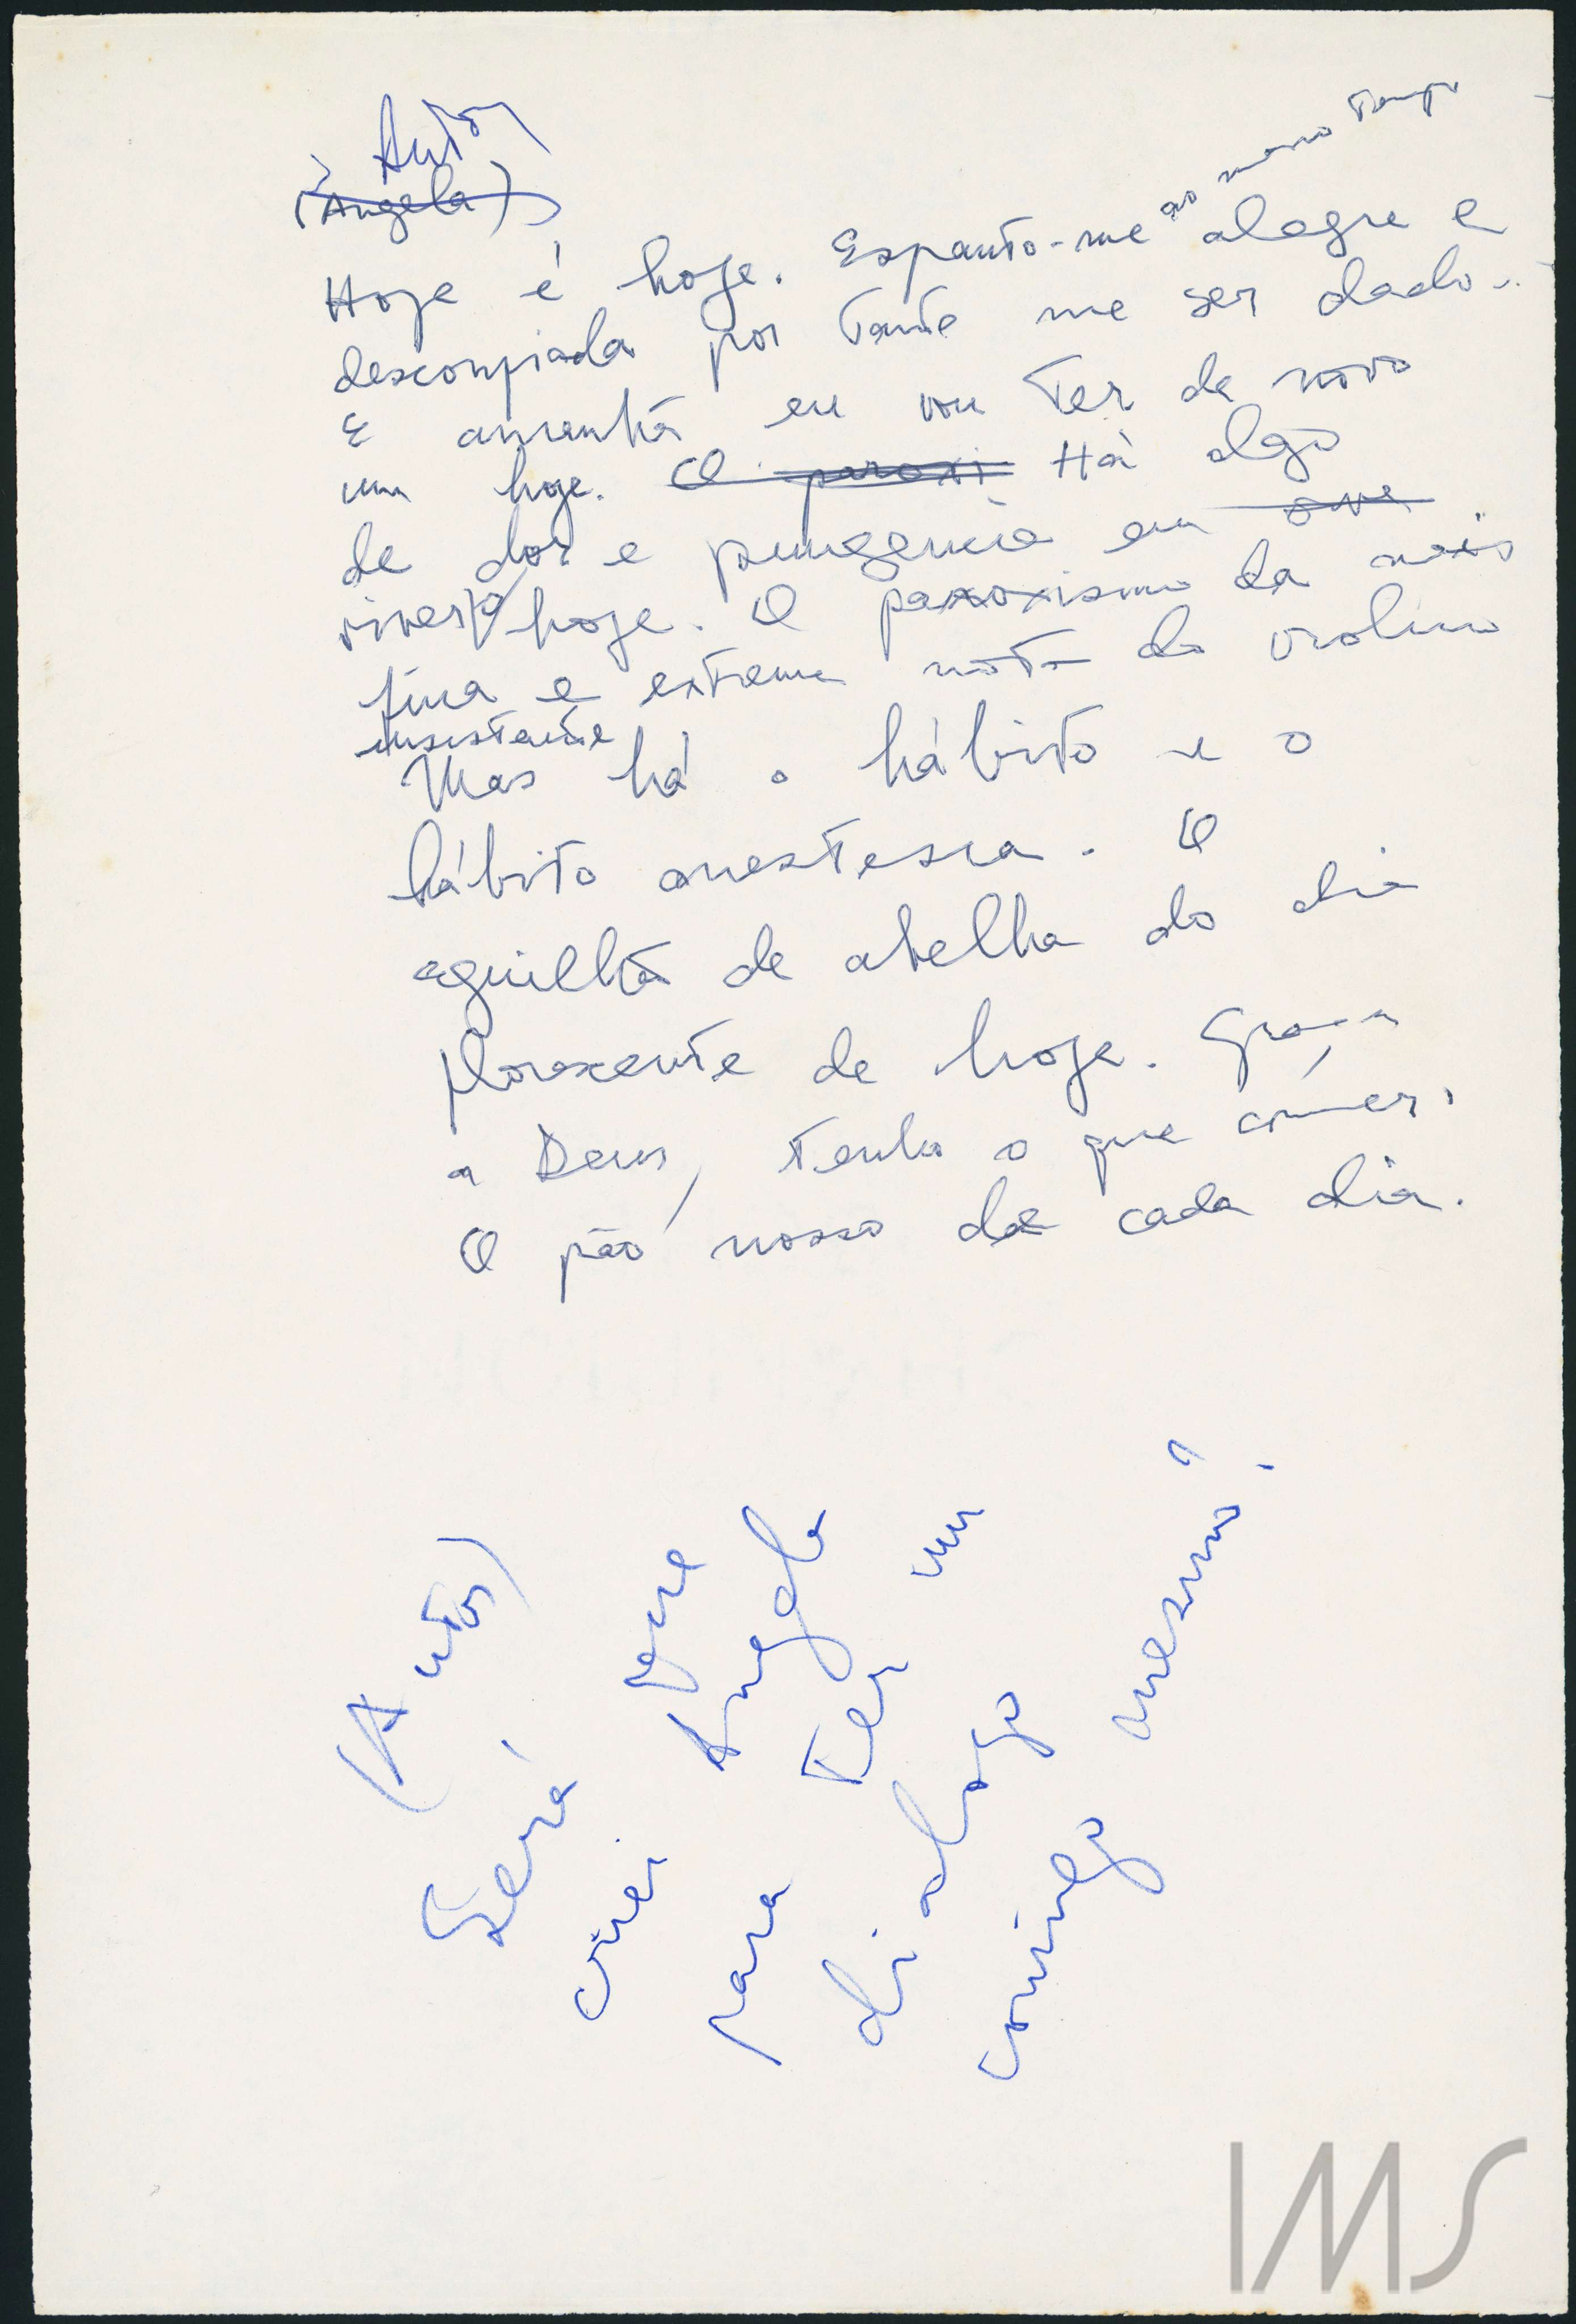 Autor
(Angela)
ao mesmo tempo
Hoje é hoje. Espanto-me alegre e
desconfiada por tanto me ser dado.
E amanhã eu vou ter de novo
um hoje. O paroxi Há algo
de dor e pungência em
viver o hoje. O paroxismo da mais
fina e extrema nota do violino
insistente
Mas há o hábito e o
hábito anestesia. O
aguilhão de abelha do dia
florescente de hoje. Graças
a Deus, tenho o que comer.
O pão nosso de cada dia.
(Autor)
Será que
criei Angela
para ter um
diálogo
comigo mesmo?
IMS